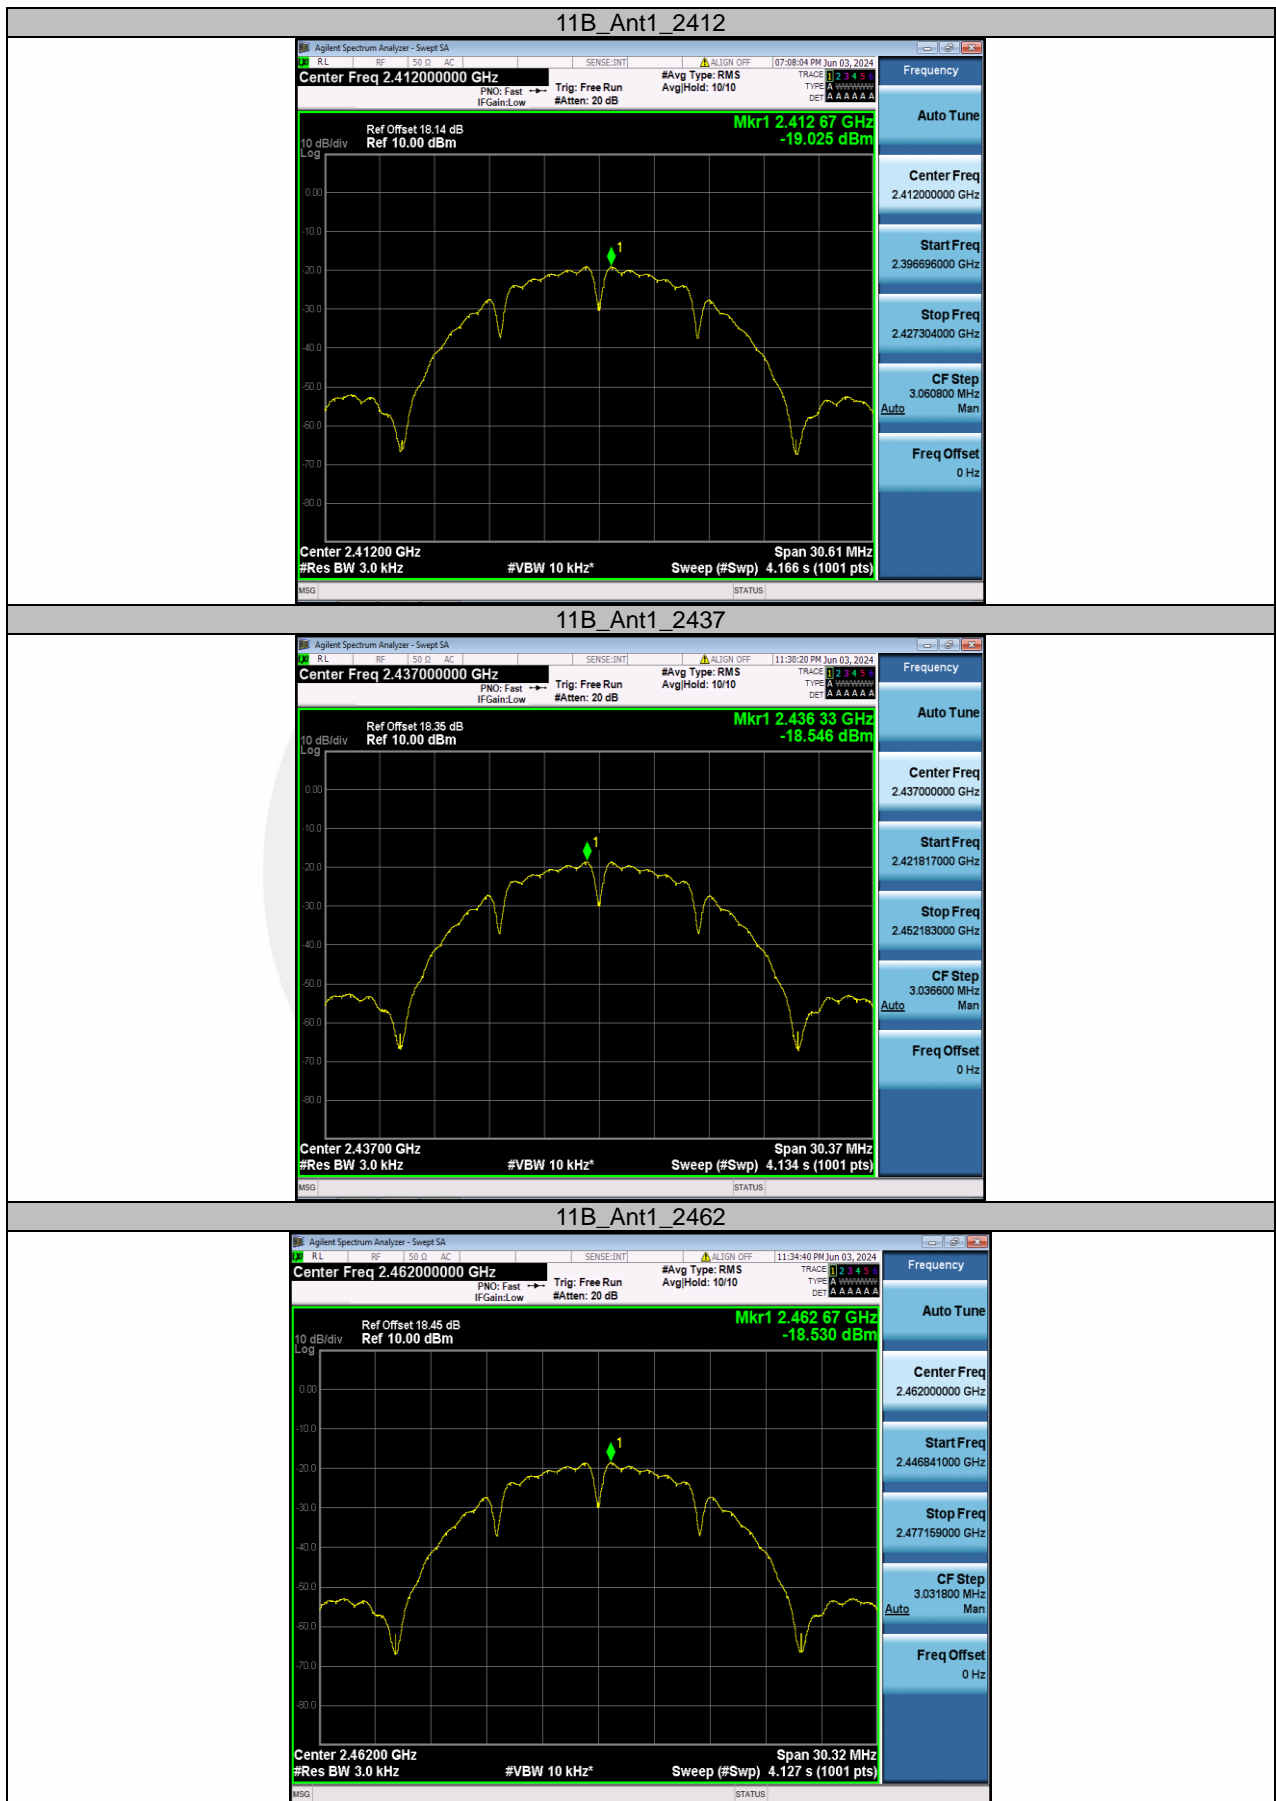 11B_Ant1_2412
Agilent Spectrum Analyzer - Swept SA
RL RF 50 Ω AC SENSE:INT ALIGN OFF 07:08:04 PM Jun 03, 2024
Center Freq 2.412000000 GHz #Avg Type: RMS TRACE 1 2 3 4 5 6
PNO: Fast Trig: Free Run Avg|Hold: 10/10 TYPE A WWWWW
IFGain:Low #Atten: 20 dB DET A A A A A A
Frequency
Auto Tune
Center Freq
2.412000000 GHz
Start Freq
2.396696000 GHz
Stop Freq
2.427304000 GHz
CF Step
3.060800 MHz
Auto Man
Freq Offset
0 Hz
Mkr1 2.412 67 GHz
-19.025 dBm
Ref Offset 18.14 dB
10 dB/div Ref 10.00 dBm
Log
0.00
-10.0
-20.0
-30.0
-40.0
-50.0
-60.0
-70.0
-80.0
1
Center 2.41200 GHz Span 30.61 MHz
#Res BW 3.0 kHz #VBW 10 kHz* Sweep (#Swp) 4.166 s (1001 pts)
MSG STATUS
11B_Ant1_2437
Agilent Spectrum Analyzer - Swept SA
RL RF 50 Ω AC SENSE:INT ALIGN OFF 11:30:20 PM Jun 03, 2024
Center Freq 2.437000000 GHz #Avg Type: RMS TRACE 1 2 3 4 5 6
PNO: Fast Trig: Free Run Avg|Hold: 10/10 TYPE A WWWWW
IFGain:Low #Atten: 20 dB DET A A A A A A
Frequency
Auto Tune
Center Freq
2.437000000 GHz
Start Freq
2.421817000 GHz
Stop Freq
2.452183000 GHz
CF Step
3.036600 MHz
Auto Man
Freq Offset
0 Hz
Mkr1 2.436 33 GHz
-18.546 dBm
Ref Offset 18.35 dB
10 dB/div Ref 10.00 dBm
Log
0.00
-10.0
-20.0
-30.0
-40.0
-50.0
-60.0
-70.0
-80.0
1
Center 2.43700 GHz Span 30.37 MHz
#Res BW 3.0 kHz #VBW 10 kHz* Sweep (#Swp) 4.134 s (1001 pts)
MSG STATUS
11B_Ant1_2462
Agilent Spectrum Analyzer - Swept SA
RL RF 50 Ω AC SENSE:INT ALIGN OFF 11:34:40 PM Jun 03, 2024
Center Freq 2.462000000 GHz #Avg Type: RMS TRACE 1 2 3 4 5 6
PNO: Fast Trig: Free Run Avg|Hold: 10/10 TYPE A WWWWW
IFGain:Low #Atten: 20 dB DET A A A A A A
Frequency
Auto Tune
Center Freq
2.462000000 GHz
Start Freq
2.446841000 GHz
Stop Freq
2.477159000 GHz
CF Step
3.031800 MHz
Auto Man
Freq Offset
0 Hz
Mkr1 2.462 67 GHz
-18.530 dBm
Ref Offset 18.45 dB
10 dB/div Ref 10.00 dBm
Log
0.00
-10.0
-20.0
-30.0
-40.0
-50.0
-60.0
-70.0
-80.0
1
Center 2.46200 GHz Span 30.32 MHz
#Res BW 3.0 kHz #VBW 10 kHz* Sweep (#Swp) 4.127 s (1001 pts)
MSG STATUS